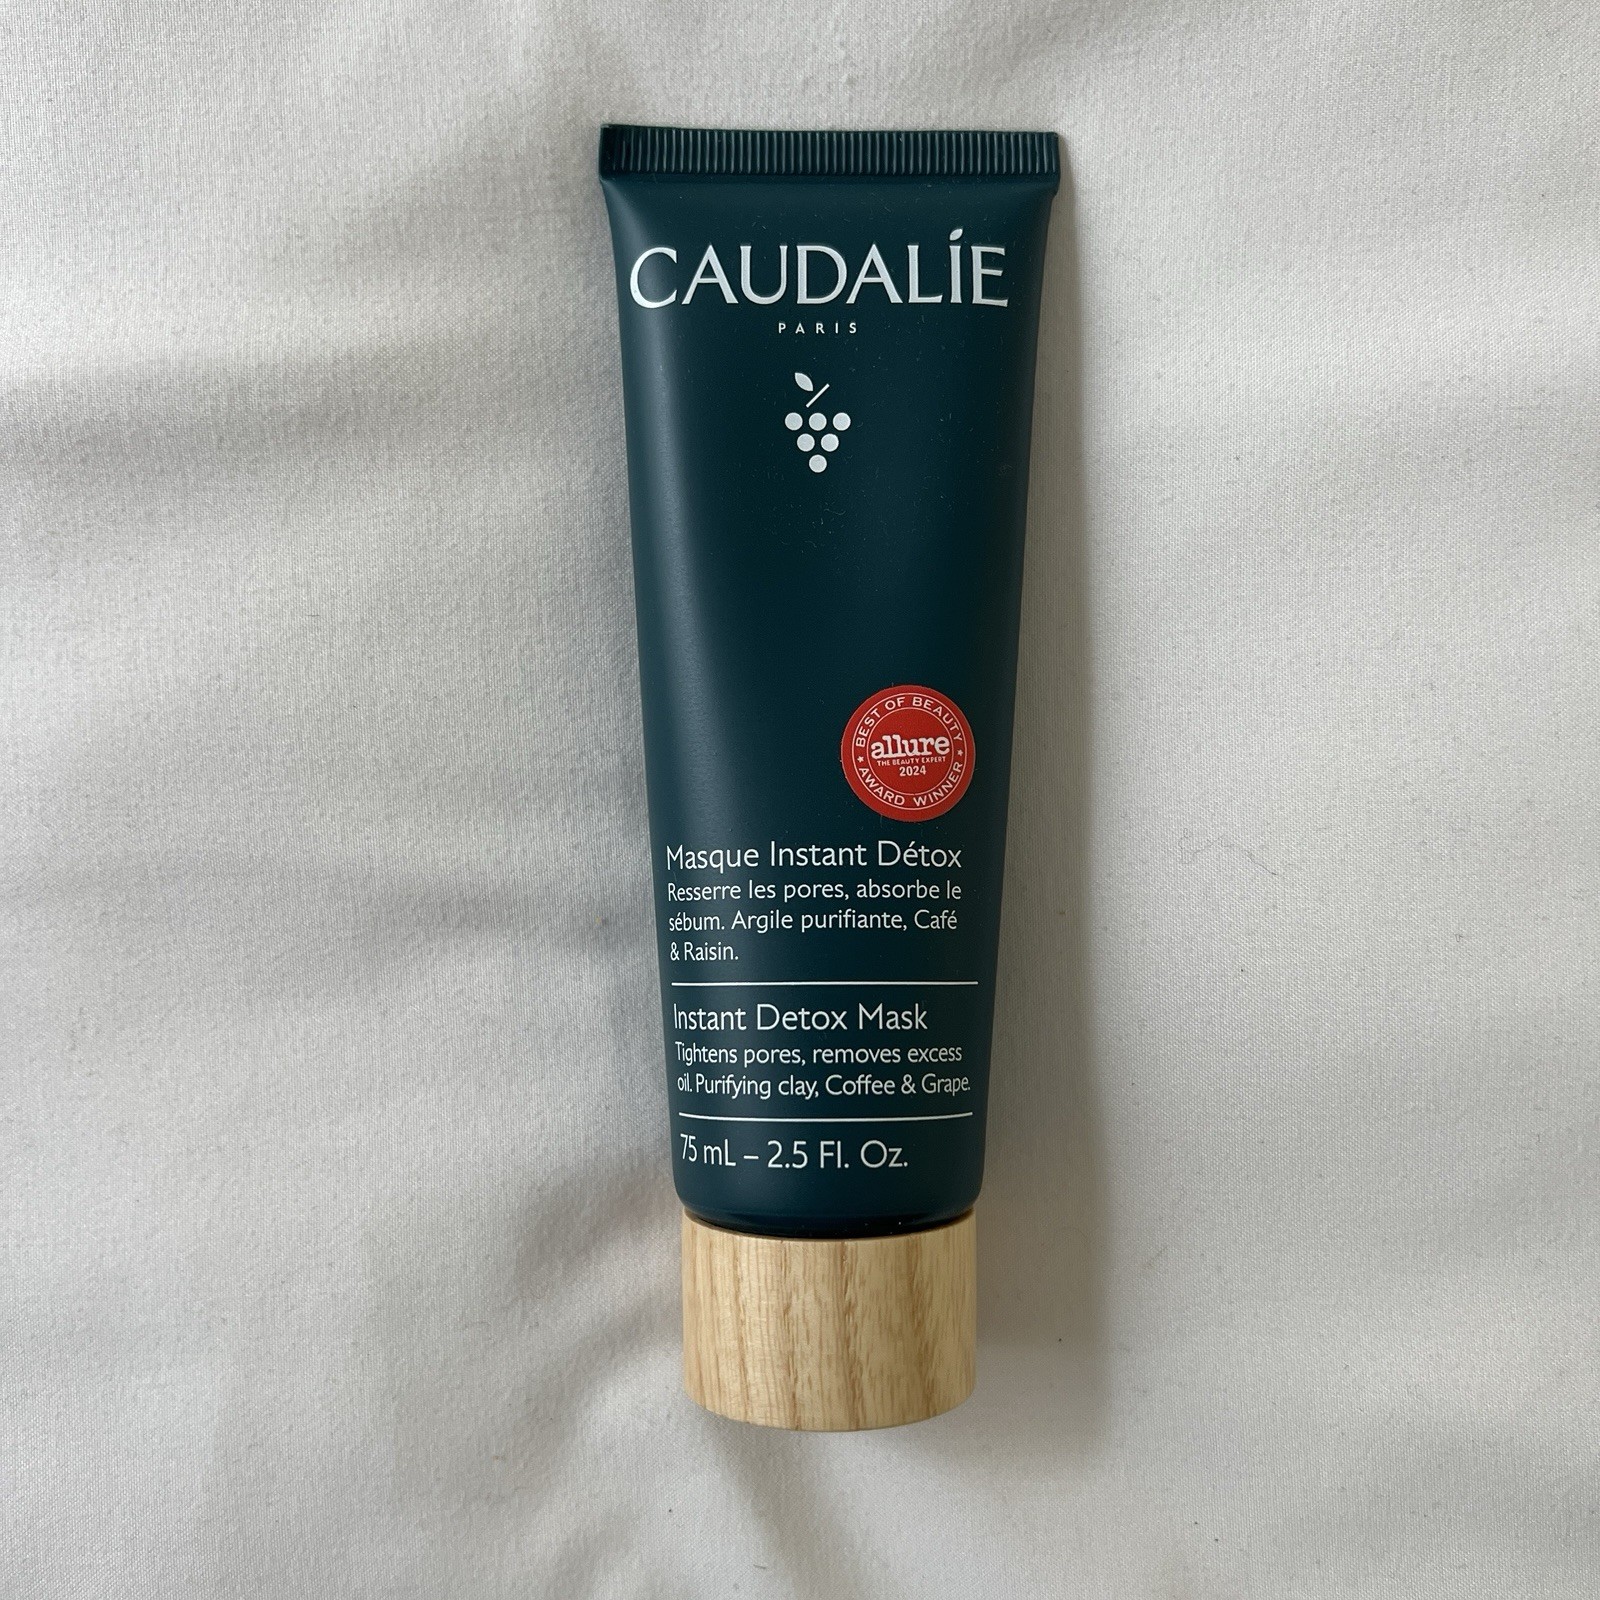 CAUDALÍE
PARIS
BEST OF BEAUTY
allure
THE BEAUTY EXPERT
2024
AWARD WINNER
Masque Instant Détox
Resserre les pores, absorbe le
sébum. Argile purifiante, Café
& Raisin.
Instant Detox Mask
Tightens pores, removes excess
oil. Purifying clay, Coffee & Grape.
75 mL – 2.5 Fl. Oz.